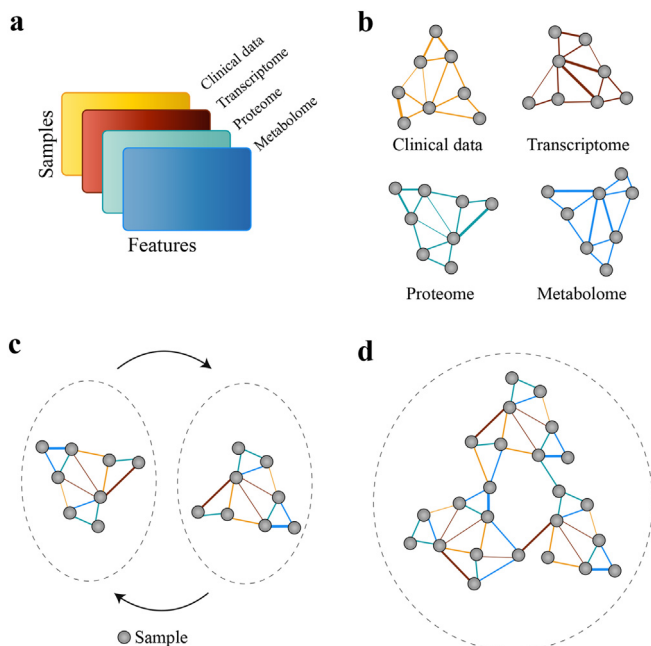 a
Clinical data
Transcriptome
Proteome
Metabolome
Samples
Features
b
Clinical data
Transcriptome
Proteome
Metabolome
c
Sample
d